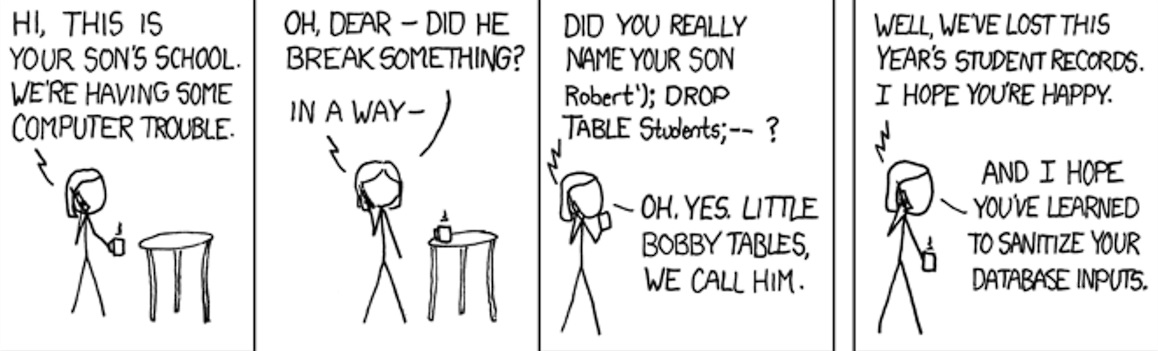 HI, THIS IS
YOUR SON'S SCHOOL.
WE'RE HAVING SOME
COMPUTER TROUBLE.
OH, DEAR – DID HE
BREAK SOMETHING?
IN A WAY–
DID YOU REALLY
NAME YOUR SON
Robert'); DROP
TABLE Students;-- ?
OH. YES. LITTLE
BOBBY TABLES,
WE CALL HIM.
WELL, WE'VE LOST THIS
YEAR'S STUDENT RECORDS.
I HOPE YOU'RE HAPPY.
AND I HOPE
YOU'VE LEARNED
TO SANITIZE YOUR
DATABASE INPUTS.